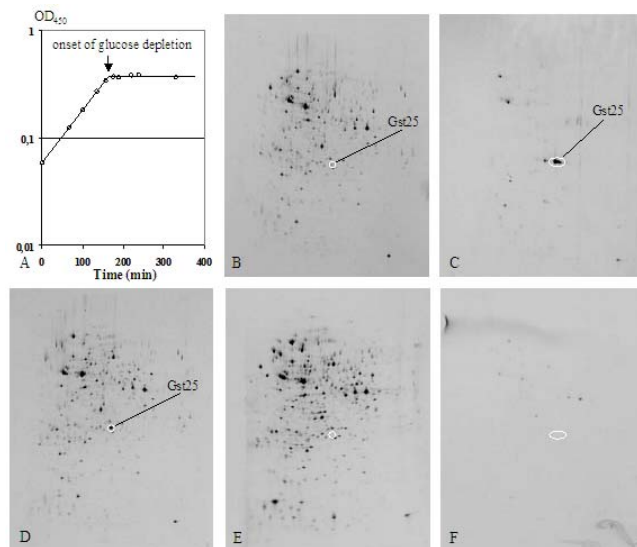 OD450
1
onset of glucose depletion
0,1
0,01
0 100 200 300 400
Time (min)
A
Gst25
B
Gst25
C
Gst25
D
E
F